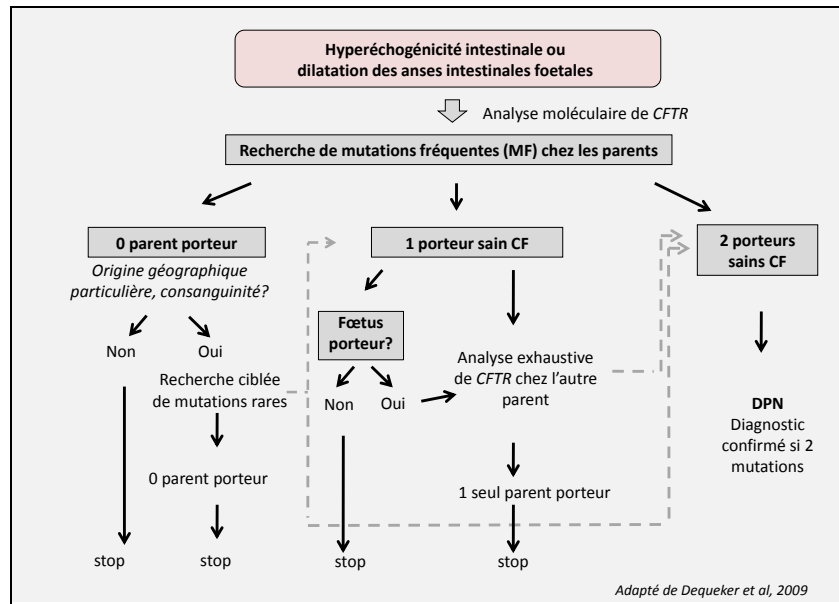 Hyperéchogénicité intestinale ou
dilatation des anses intestinales foetales
Analyse moléculaire de CFTR
Recherche de mutations fréquentes (MF) chez les parents
0 parent porteur
Origine géographique
particulière, consanguinité?
Non
Oui
Recherche ciblée
de mutations rares
0 parent porteur
stop
stop
1 porteur sain CF
Fœtus
porteur?
Non
Oui
Analyse exhaustive
de CFTR chez l'autre
parent
1 seul parent porteur
stop
stop
2 porteurs
sains CF
DPN
Diagnostic
confirmé si 2
mutations
Adapté de Dequeker et al, 2009